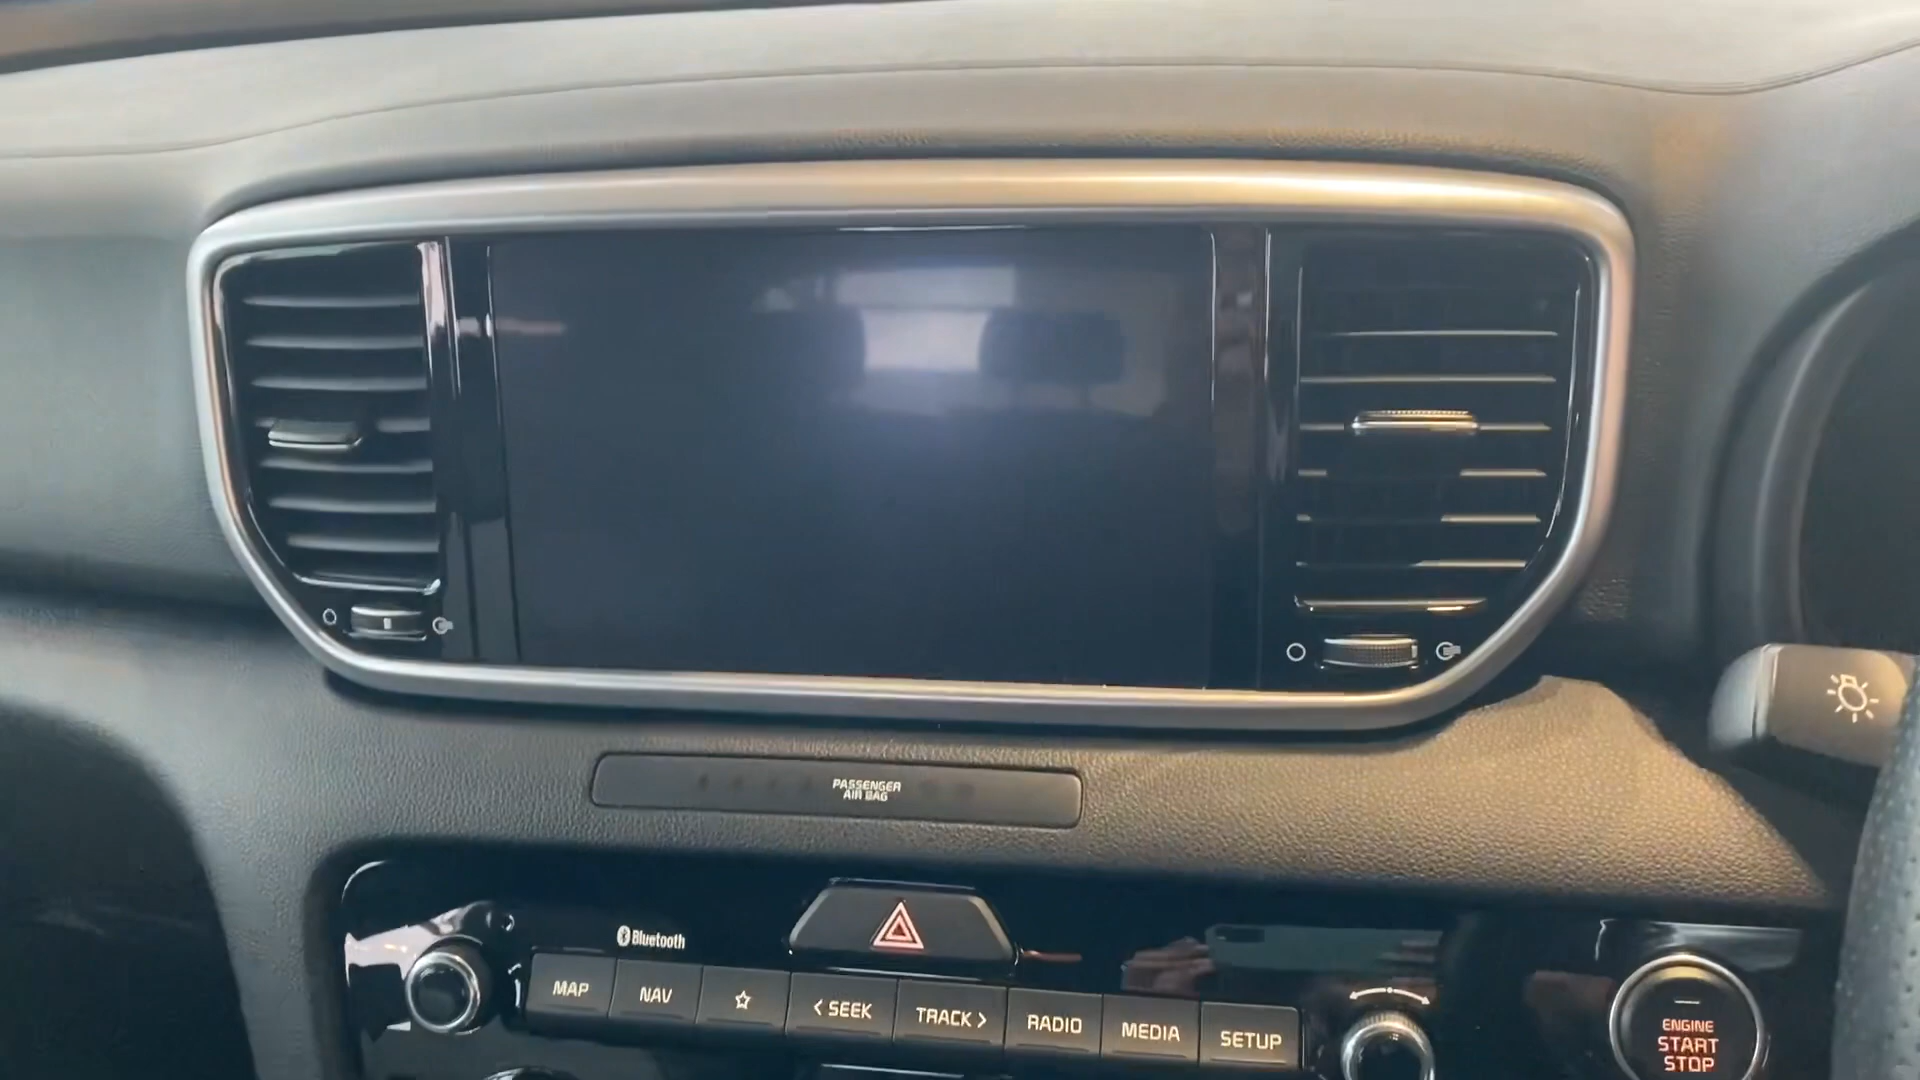 PASSENGER
AIR BAG
Bluetooth
MAP
NAV
< SEEK
TRACK >
RADIO
MEDIA
SETUP
ENGINE
START
STOP